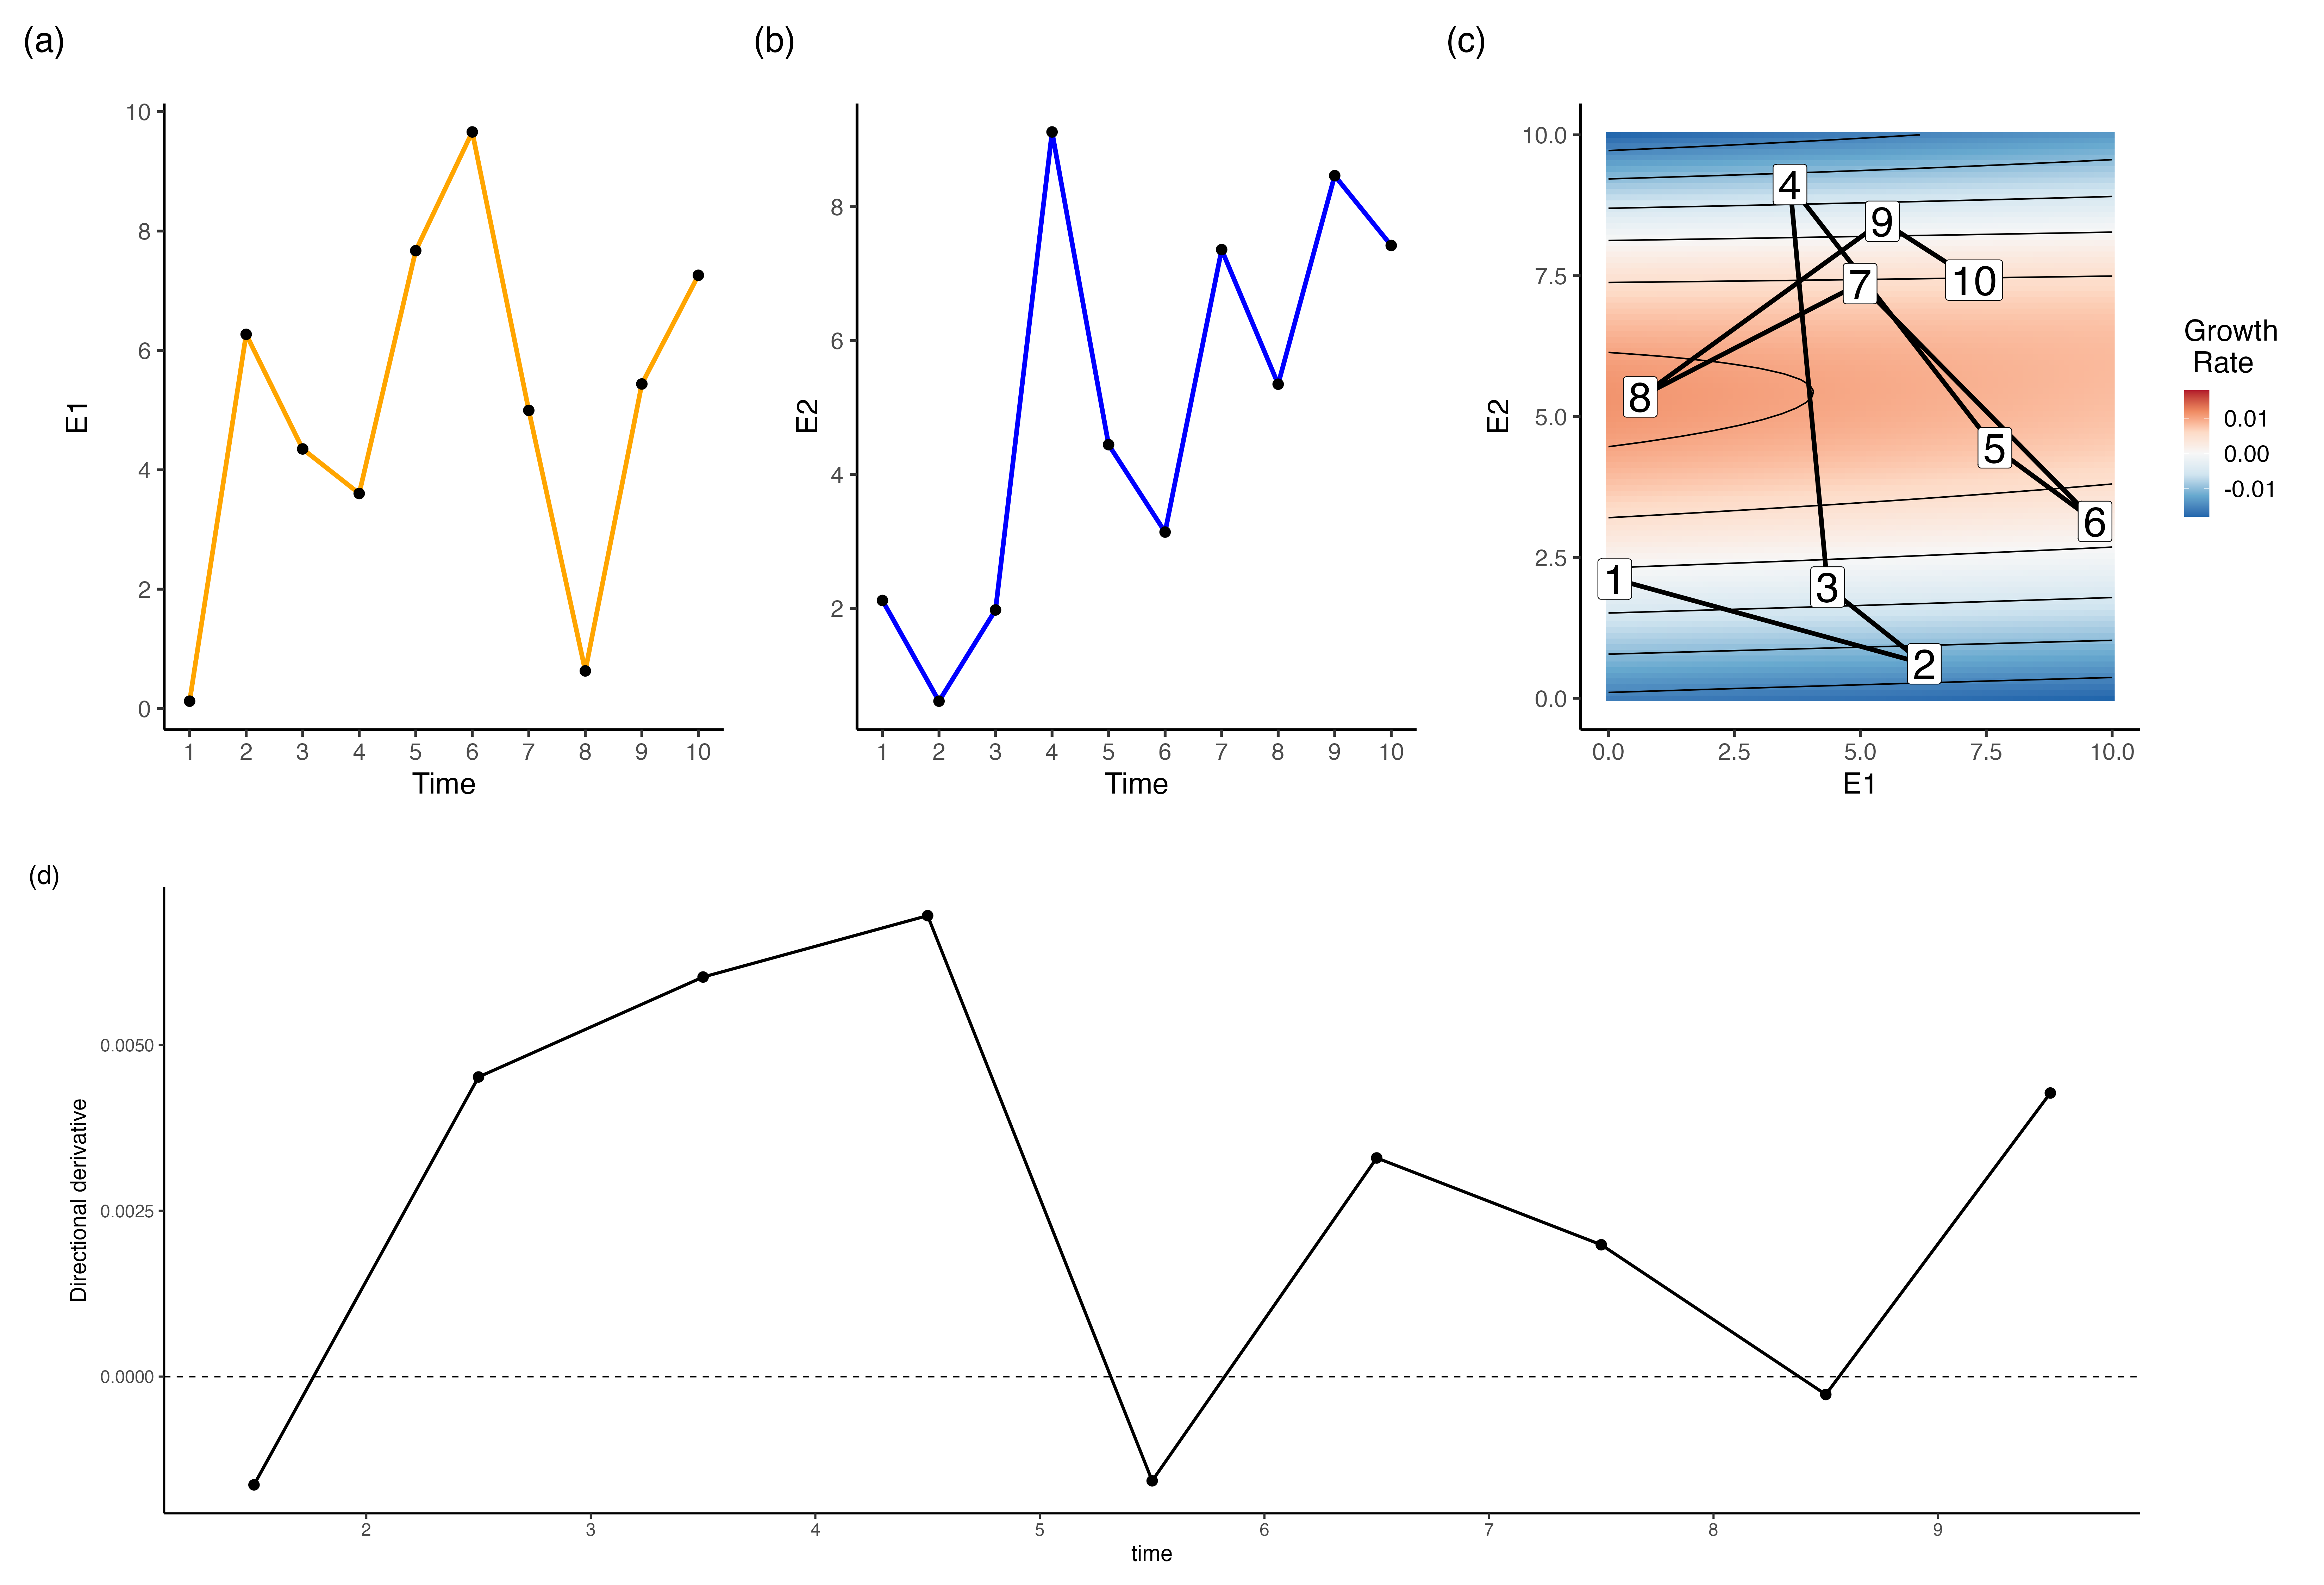 (a)
(b)
(c)
10
8
6
4
2
0
E1
1 2 3 4 5 6 7 8 9 10
Time
8
6
4
2
E2
1 2 3 4 5 6 7 8 9 10
Time
10.0
7.5
5.0
2.5
0.0
E2
4
9
7
10
8
5
6
1
3
2
0.0 2.5 5.0 7.5 10.0
E1
Growth
Rate
0.01
0.00
-0.01
(d)
0.0050
0.0025
0.0000
Directional derivative
2 3 4 5 6 7 8 9
time